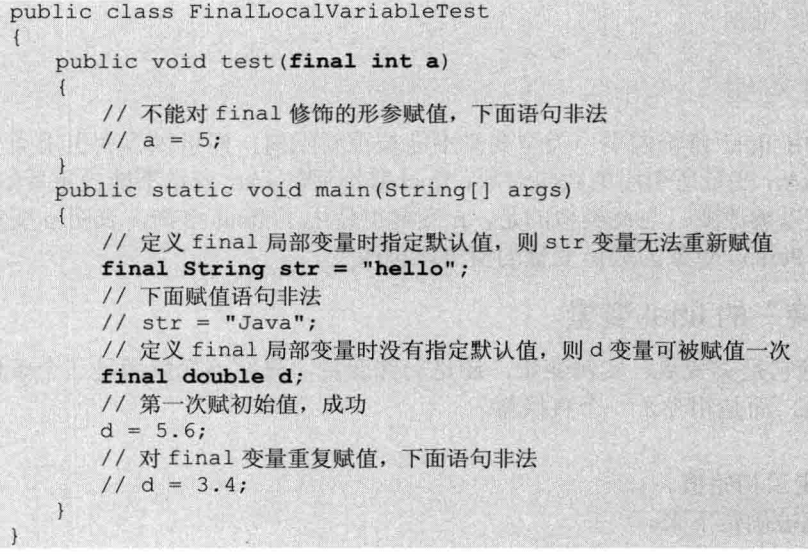 public class FinalLocalVariableTest
{
    public void test(final int a)
    {
        // 不能对 final 修饰的形参赋值，下面语句非法
        // a = 5;
    }
    public static void main(String[] args)
    {
        // 定义 final 局部变量时指定默认值，则 str 变量无法重新赋值
        final String str = "hello";
        // 下面赋值语句非法
        // str = "Java";
        // 定义 final 局部变量时没有指定默认值，则 d 变量可被赋值一次
        final double d;
        // 第一次赋初始值，成功
        d = 5.6;
        // 对 final 变量重复赋值，下面语句非法
        // d = 3.4;
    }
}